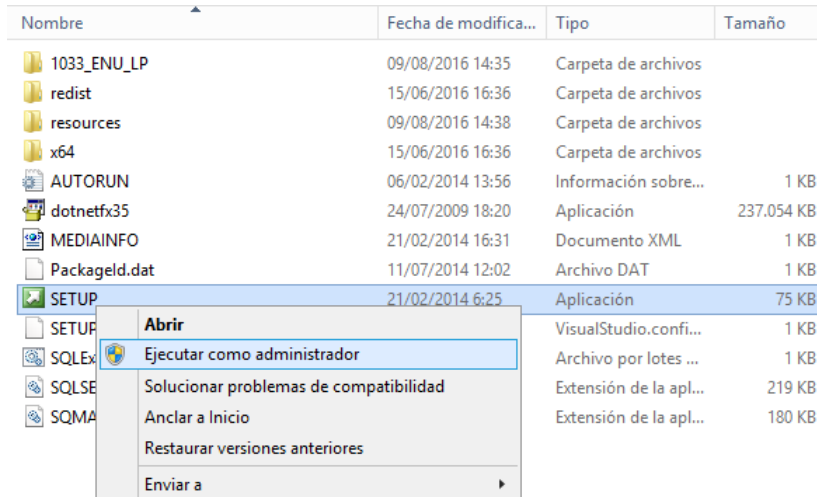 Nombre Fecha de modifica... Tipo Tamaño
1033_ENU_LP 09/08/2016 14:35 Carpeta de archivos
redist 15/06/2016 16:36 Carpeta de archivos
resources 09/08/2016 14:38 Carpeta de archivos
x64 15/06/2016 16:36 Carpeta de archivos
AUTORUN 06/02/2014 13:56 Información sobre... 1 KB
dotnetfx35 24/07/2009 18:20 Aplicación 237.054 KB
MEDIAINFO 21/02/2014 16:31 Documento XML 1 KB
PackageId.dat 11/07/2014 12:02 Archivo DAT 1 KB
SETUP 21/02/2014 6:25 Aplicación 75 KB
SETUP VisualStudio.confi... 1 KB
Abrir
SQLEx Archivo por lotes ... 1 KB
Ejecutar como administrador
SQLSE Extensión de la apl... 219 KB
Solucionar problemas de compatibilidad
SQMA Extensión de la apl... 180 KB
Anclar a Inicio
Restaurar versiones anteriores
Enviar a